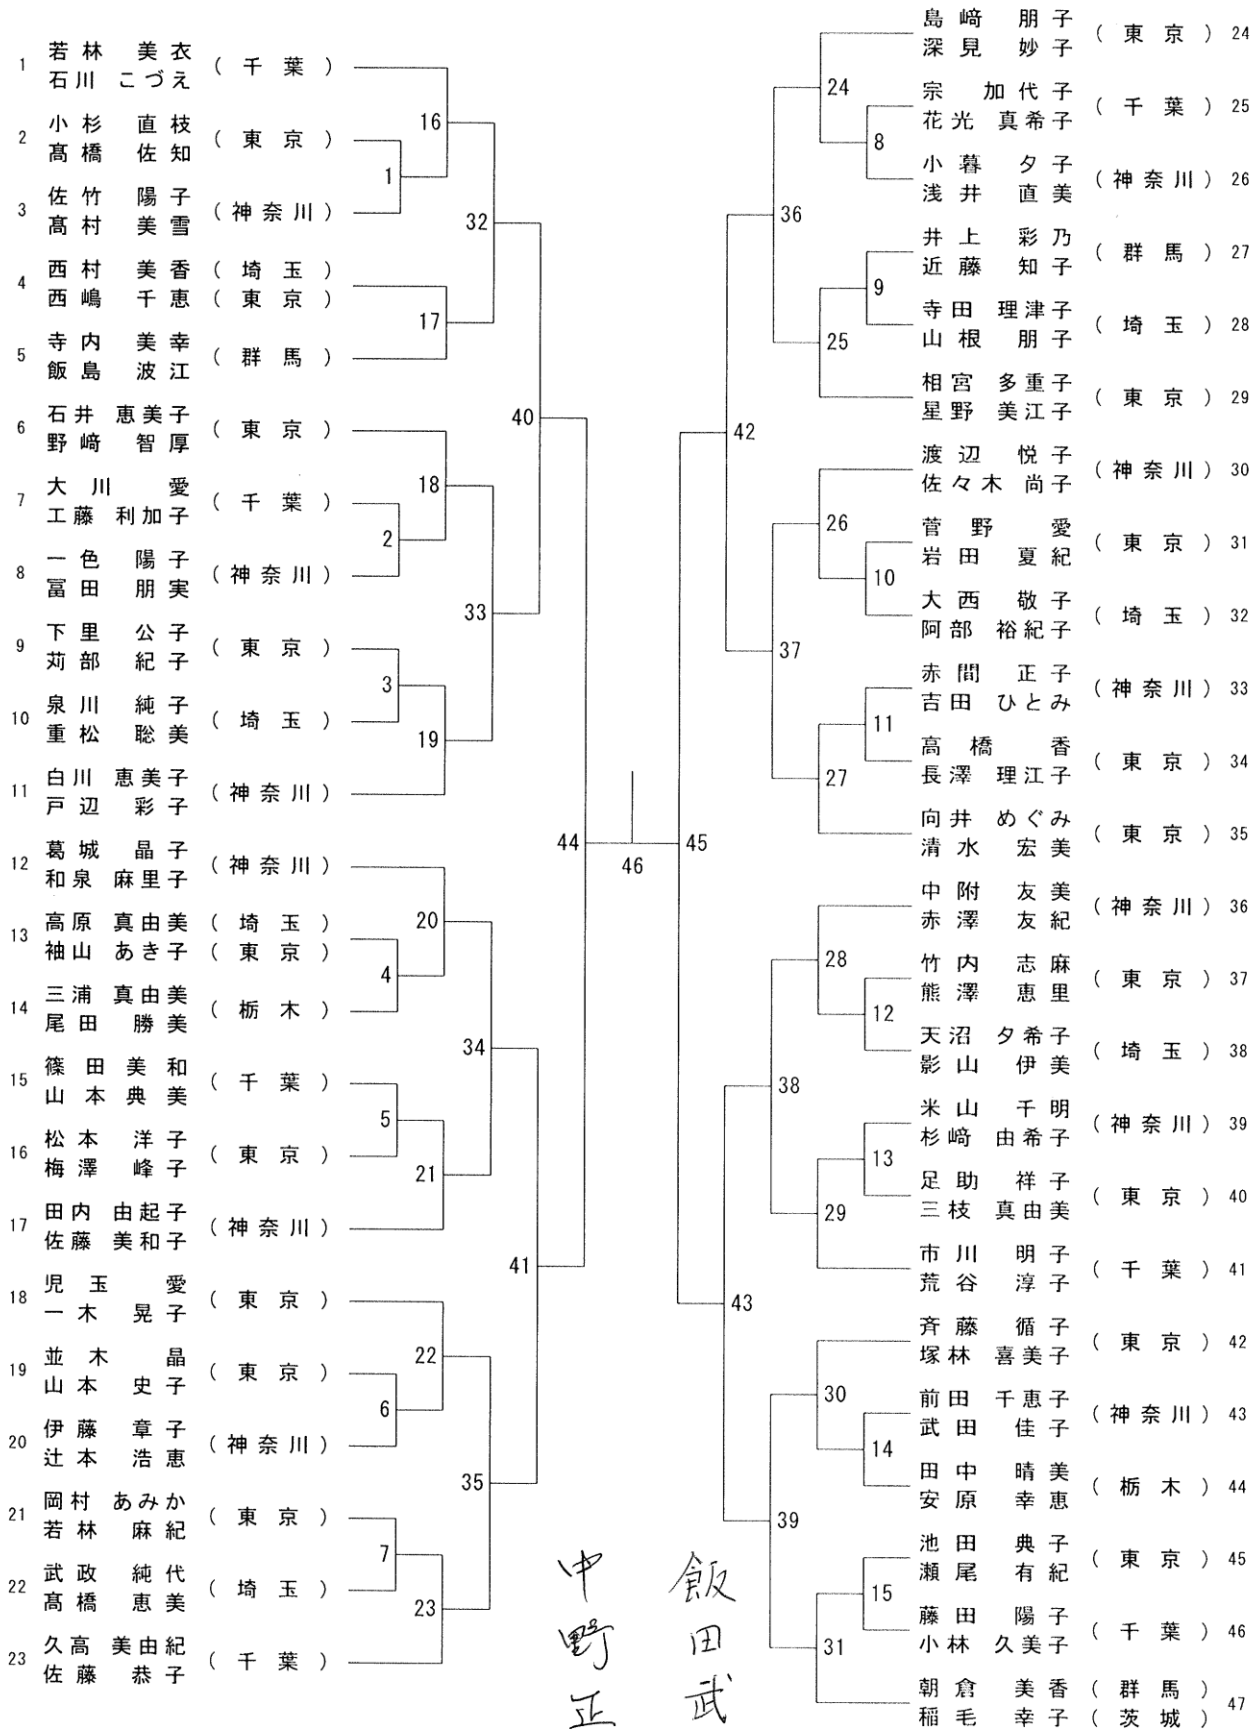 1 若林 美衣 (千葉)
石川 こづえ
2 小杉 直枝 (東京)
髙橋 佐知
3 佐竹 陽子 (神奈川)
髙村 美雪
4 西村 美香 (埼玉)
西嶋 千恵 (東京)
5 寺内 美幸 (群馬)
飯島 波江
6 石井 恵美子 (東京)
野﨑 智厚
7 大川 愛 (千葉)
工藤 利加子
8 一色 陽子 (神奈川)
冨田 朋実
9 下里 公子 (東京)
苅部 紀子
10 泉川 純子 (埼玉)
重松 聡美
11 白川 恵美子 (神奈川)
戸辺 彩子
12 葛城 晶子 (神奈川)
和泉 麻里子
13 高原 真由美 (埼玉)
袖山 あき子 (東京)
14 三浦 真由美 (栃木)
尾田 勝美
15 篠田 美和 (千葉)
山本 典美
16 松本 洋子 (東京)
梅澤 峰子
17 田内 由起子 (神奈川)
佐藤 美和子
18 児玉 愛 (東京)
一木 晃子
19 並木 晶 (東京)
山本 史子
20 伊藤 章子 (神奈川)
辻本 浩恵
21 岡村 あみか (東京)
若林 麻紀
22 武政 純代 (埼玉)
髙橋 恵美
23 久高 美由紀 (千葉)
佐藤 恭子
1
2
3
4
5
6
7
16
17
18
19
20
21
22
23
32
33
34
35
40
41
44
46
45
42
43
36
37
38
39
24
25
26
27
28
29
30
31
8
9
10
11
12
13
14
15
島﨑 朋子 (東京) 24
深見 妙子
宗 加代子 (千葉) 25
花光 真希子
小暮 夕子 (神奈川) 26
浅井 直美
井上 彩乃 (群馬) 27
近藤 知子
寺田 理津子 (埼玉) 28
山根 朋子
相宮 多重子 (東京) 29
星野 美江子
渡辺 悦子 (神奈川) 30
佐々木 尚子
菅野 愛 (東京) 31
岩田 夏紀
大西 敬子 (埼玉) 32
阿部 裕紀子
赤間 正子 (神奈川) 33
吉田 ひとみ
高橋 香 (東京) 34
長澤 理江子
向井 めぐみ (東京) 35
清水 宏美
中附 友美 (神奈川) 36
赤澤 友紀
竹内 志麻 (東京) 37
熊澤 恵里
天沼 夕希子 (埼玉) 38
影山 伊美
米山 千明 (神奈川) 39
杉﨑 由希子
足助 祥子 (東京) 40
三枝 真由美
市川 明子 (千葉) 41
荒谷 淳子
斉藤 循子 (東京) 42
塚林 喜美子
前田 千恵子 (神奈川) 43
武田 佳子
田中 晴美 (栃木) 44
安原 幸恵
池田 典子 (東京) 45
瀬尾 有紀
藤田 陽子 (千葉) 46
小林 久美子
朝倉 美香 (群馬) 47
稲毛 幸子 (茨城)
飯田武
中野正